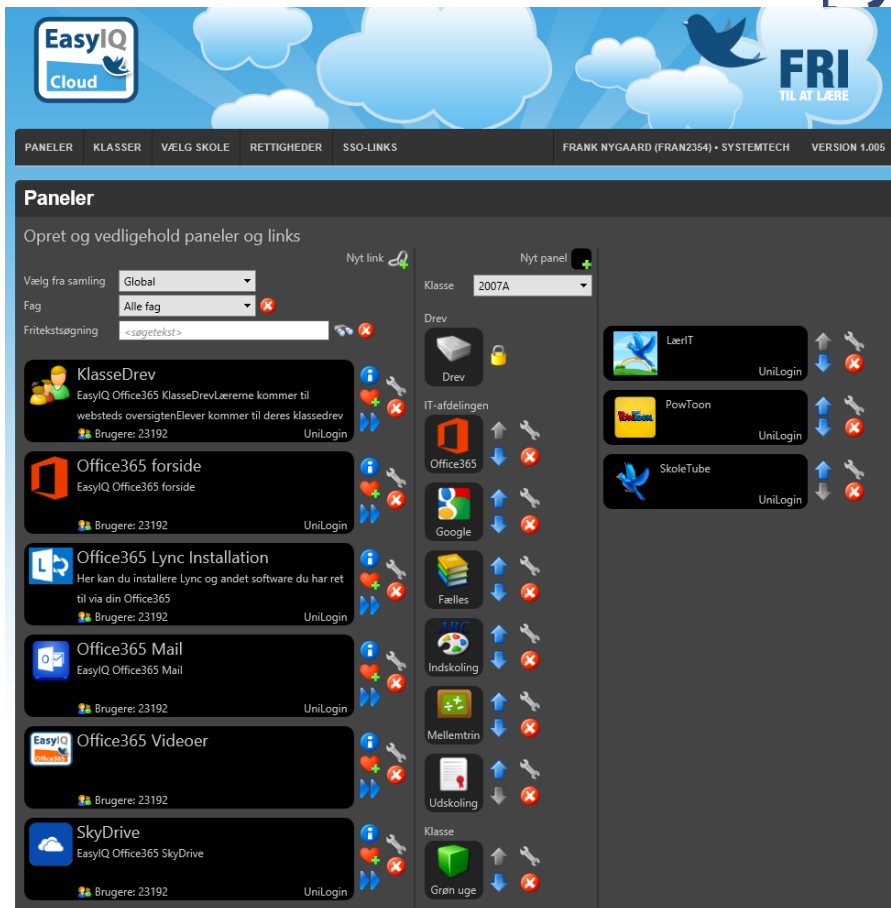 EasyIQ
Cloud
FRI
TIL AT LÆRE
PANELER KLASSER VÆLG SKOLE RETTIGHEDER SSO-LINKS FRANK NYGAARD (FRAN2354) • SYSTEMTECH VERSION 1.005
Paneler
Opret og vedligehold paneler og links
Nyt link
Vælg fra samling Global
Fag Alle fag
Fritekstsøgning <søgetekst>
KlasseDrev
EasyIQ Office365 KlasseDrevLærerne kommer til
websteds oversigtenElever kommer til deres klassedrev
Brugere: 23192 UniLogin
Office365 forside
EasyIQ Office365 forside
Brugere: 23192 UniLogin
Office365 Lync Installation
Her kan du installere Lync og andet software du har ret
til via din Office365
Brugere: 23192 UniLogin
Office365 Mail
EasyIQ Office365 Mail
Brugere: 23192 UniLogin
EasyIQ
Office365
Office365 Videoer
Brugere: 23192
SkyDrive
EasyIQ Office365 SkyDrive
Brugere: 23192 UniLogin
Nyt panel
Klasse 2007A
Drev
Drev
IT-afdelingen
Office365
Google
Fælles
ABC
Indskoling
Mellemtrin
Udskoling
Klasse
Grøn uge
LærIT
UniLogin
PowToon
PowToon
UniLogin
SkoleTube
UniLogin